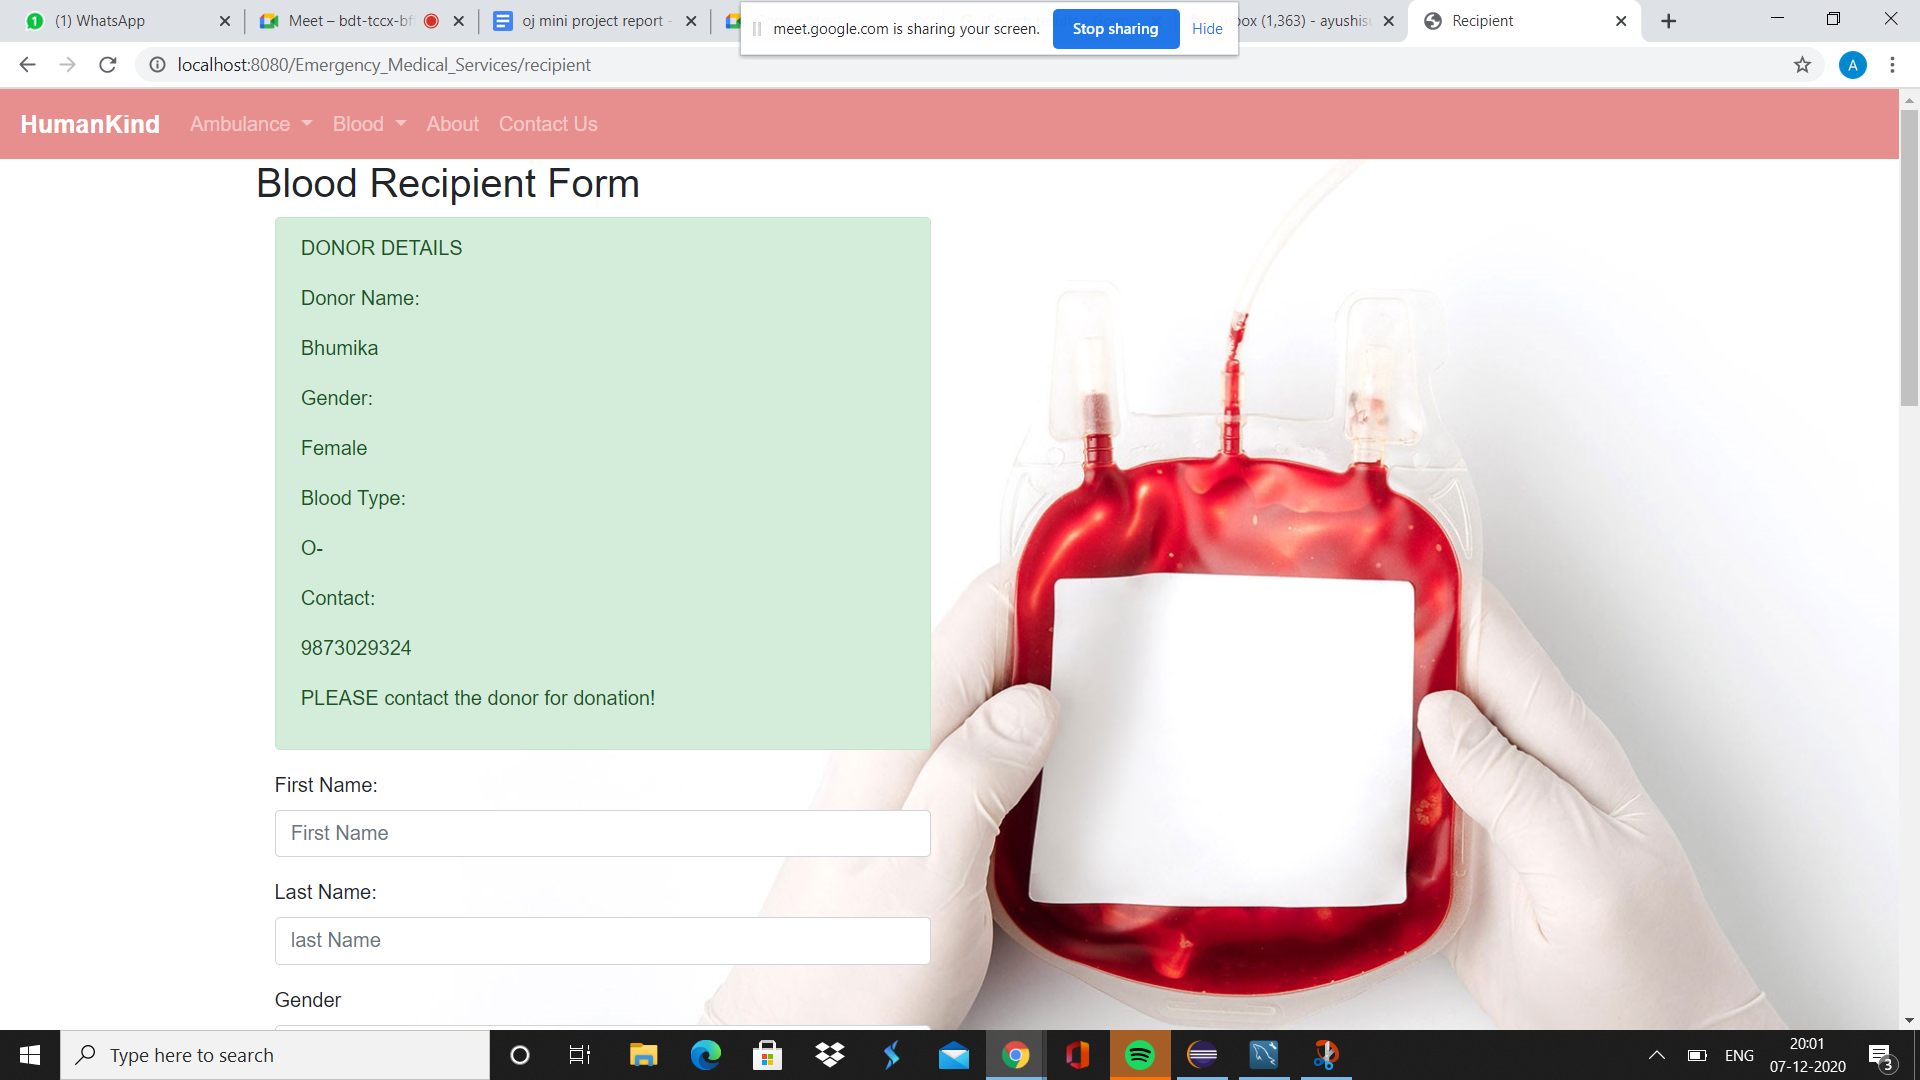 (1) WhatsApp
Meet – bdt-tccx-bf
oj mini project report -
meet.google.com is sharing your screen.
Stop sharing
Hide
box (1,363) - ayushisu
Recipient
localhost:8080/Emergency_Medical_Services/recipient
A
HumanKind
Ambulance
Blood
About
Contact Us
Blood Recipient Form
DONOR DETAILS
Donor Name:
Bhumika
Gender:
Female
Blood Type:
O-
Contact:
9873029324
PLEASE contact the donor for donation!
First Name:
First Name
Last Name:
last Name
Gender
Type here to search
ENG
20:01
07-12-2020
3